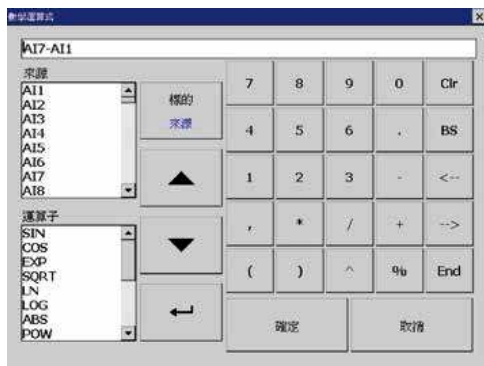 數學運算式
AI7-AI1
來源
AI1
AI2
AI3
AI4
AI5
AI6
AI7
AI8
標的
來源
運算子
SIN
COS
EXP
SQRT
LN
LOG
ABS
POW
7 8 9 0 Clr
4 5 6 . BS
1 2 3 - <--
, * / + -->
( ) ^ % End
確定 取消